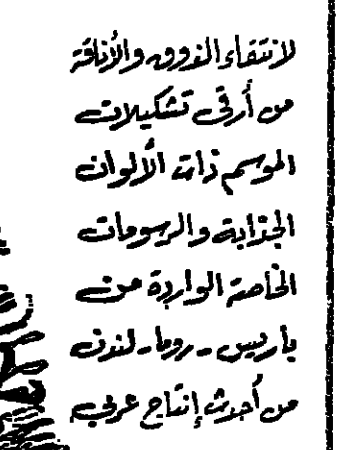 لانتقاء الذوق والأناقة
من أرقى تشكيلات
الموسم ذات الألوان
الجذابة والرسومات
الخاصة الواردة من
باريس - روما - لندن
من أحدث إنتاج عربي